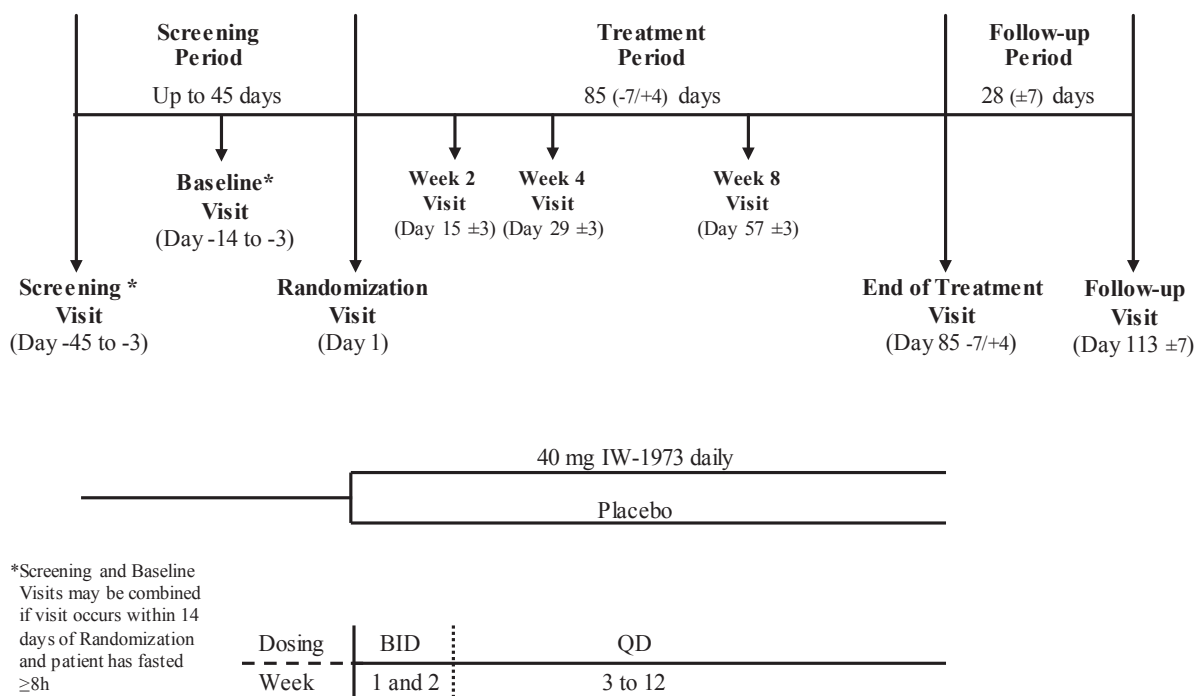 Screening
Period
Up to 45 days
Treatment
Period
85 (-7/+4) days
Follow-up
Period
28 (±7) days
Baseline*
Visit
(Day -14 to -3)
Week 2
Visit
(Day 15 ±3)
Week 4
Visit
(Day 29 ±3)
Week 8
Visit
(Day 57 ±3)
Screening *
Visit
(Day -45 to -3)
Randomization
Visit
(Day 1)
End of Treatment
Visit
(Day 85 -7/+4)
Follow-up
Visit
(Day 113 ±7)
40 mg IW-1973 daily
Placebo
*Screening and Baseline
Visits may be combined
if visit occurs within 14
days of Randomization
and patient has fasted
≥8h
Dosing BID QD
Week 1 and 2 3 to 12